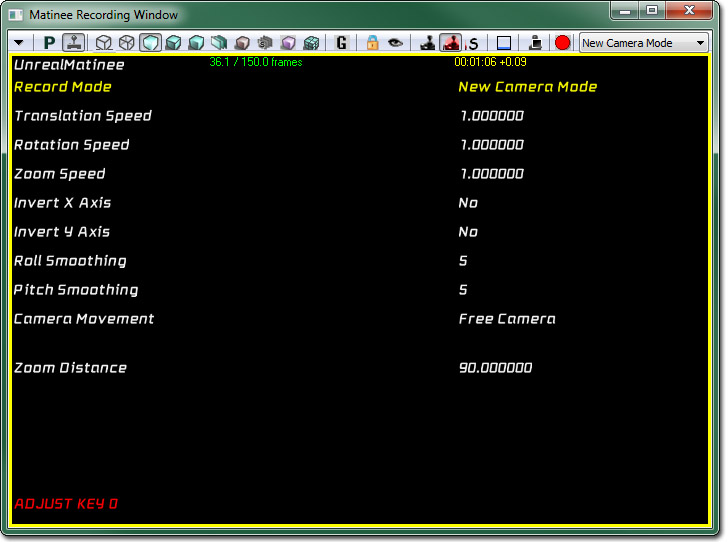 Matinee Recording Window
P G S New Camera Mode
UnrealMatinee 36.1 / 150.0 frames 00:01:06 +0.09
Record Mode New Camera Mode
Translation Speed 1.000000
Rotation Speed 1.000000
Zoom Speed 1.000000
Invert X Axis No
Invert Y Axis No
Roll Smoothing 5
Pitch Smoothing 5
Camera Movement Free Camera
Zoom Distance 90.000000
ADJUST KEY 0